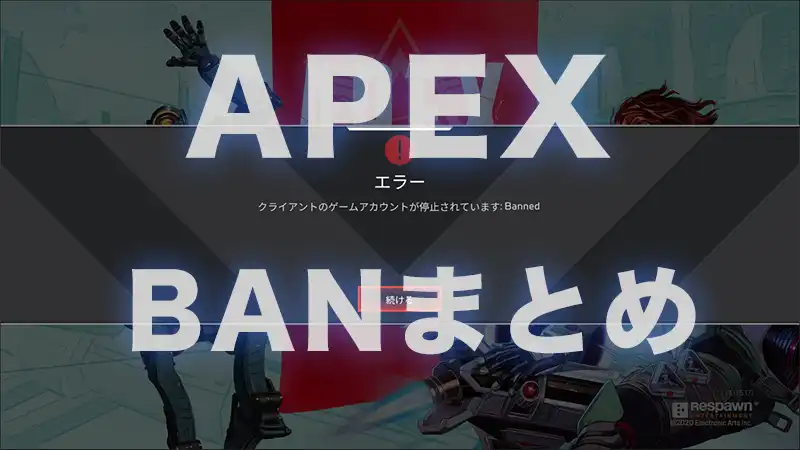 APEX
エラー
クライアントのゲームアカウントが停止されています: Banned
BANまとめ
続ける
Respawn
ENTERTAINMENT
©2020 Electronic Arts Inc.